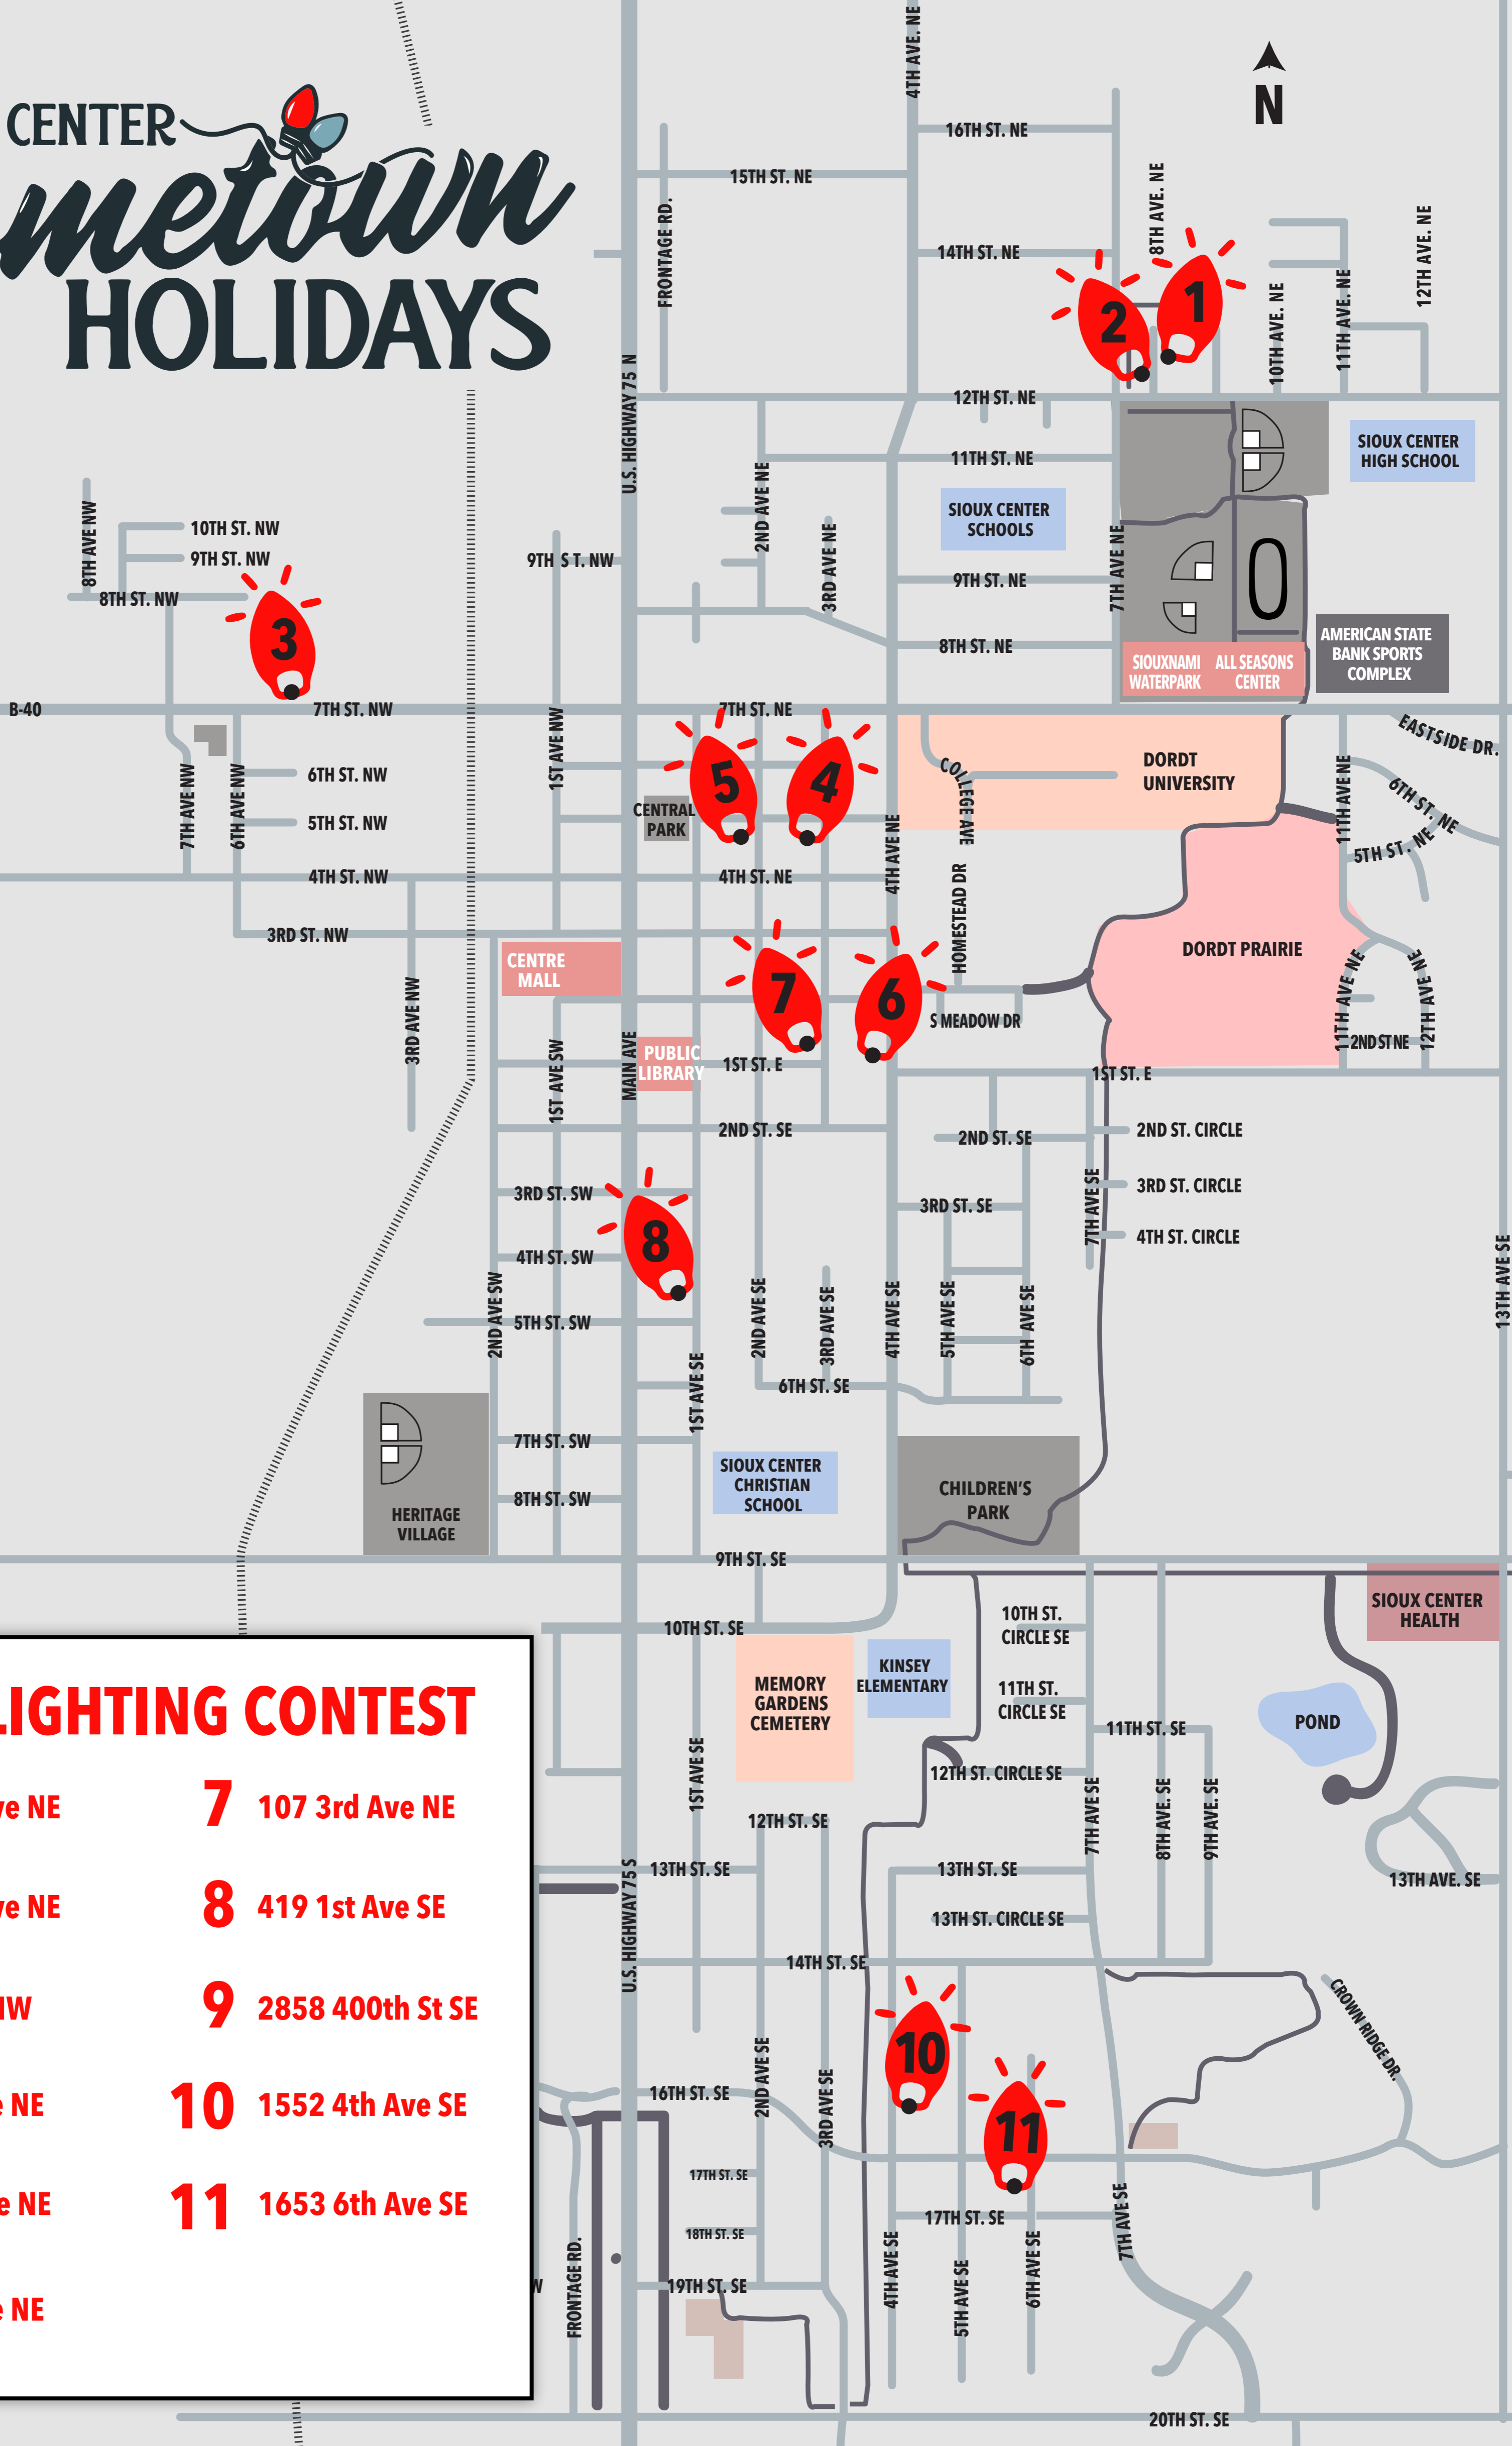 CENTER
metown
HOLIDAYS
N
4TH AVE. NE
16TH ST. NE
15TH ST. NE
8TH AVE. NE
14TH ST. NE
FRONTAGE RD.
12TH AVE. NE
10TH AVE. NE
11TH AVE. NE
2
1
U.S. HIGHWAY 75 N
12TH ST. NE
SIOUX CENTER
HIGH SCHOOL
11TH ST. NE
2ND AVE NE
SIOUX CENTER
SCHOOLS
8TH AVE NW
10TH ST. NW
9TH ST. NW
8TH ST. NW
9TH S T. NW
3RD AVE NE
9TH ST. NE
7TH AVE NE
8TH ST. NE
3
SIOUXNAMI
WATERPARK
ALL SEASONS
CENTER
AMERICAN STATE
BANK SPORTS
COMPLEX
B-40
7TH ST. NW
7TH ST. NE
EASTSIDE DR.
1ST AVE NW
5
4
COLLEGE AVE
DORDT
UNIVERSITY
7TH AVE NW
6TH AVE NW
6TH ST. NW
5TH ST. NW
CENTRAL
PARK
11TH AVE NE
6TH ST. NE
5TH ST. NE
4TH AVE NE
4TH ST. NW
4TH ST. NE
HOMESTEAD DR
3RD ST. NW
CENTRE
MALL
DORDT PRAIRIE
3RD AVE NW
7
6
S MEADOW DR
11TH AVE NE
12TH AVE NE
2ND ST NE
1ST AVE SW
MAIN AVE
PUBLIC
LIBRARY
1ST ST. E
1ST ST. E
2ND ST. SE
2ND ST. SE
2ND ST. CIRCLE
3RD ST. SW
3RD ST. SE
7TH AVE SE
3RD ST. CIRCLE
4TH ST. CIRCLE
8
4TH ST. SW
13TH AVE SE
2ND AVE SW
5TH ST. SW
2ND AVE SE
3RD AVE SE
4TH AVE SE
5TH AVE SE
6TH AVE SE
1ST AVE SE
6TH ST. SE
7TH ST. SW
8TH ST. SW
HERITAGE
VILLAGE
SIOUX CENTER
CHRISTIAN
SCHOOL
CHILDREN'S
PARK
9TH ST. SE
10TH ST. SE
10TH ST.
CIRCLE SE
SIOUX CENTER
HEALTH
MEMORY
GARDENS
CEMETERY
KINSEY
ELEMENTARY
11TH ST.
CIRCLE SE
11TH ST. SE
POND
1ST AVE SE
12TH ST. CIRCLE SE
7TH AVE SE
8TH AVE. SE
9TH AVE. SE
12TH ST. SE
13TH ST. SE
13TH ST. SE
13TH AVE. SE
13TH ST. CIRCLE SE
U.S. HIGHWAY 75 S
14TH ST. SE
CROWN RIDGE DR.
10
16TH ST. SE
2ND AVE SE
3RD AVE SE
11
17TH ST. SE
18TH ST. SE
17TH ST. SE
7TH AVE SE
4TH AVE SE
5TH AVE SE
6TH AVE SE
19TH ST. SE
W
FRONTAGE RD.
20TH ST. SE
LIGHTING CONTEST
ve NE
7 107 3rd Ave NE
ve NE
8 419 1st Ave SE
NW
9 2858 400th St SE
e NE
10 1552 4th Ave SE
e NE
11 1653 6th Ave SE
e NE